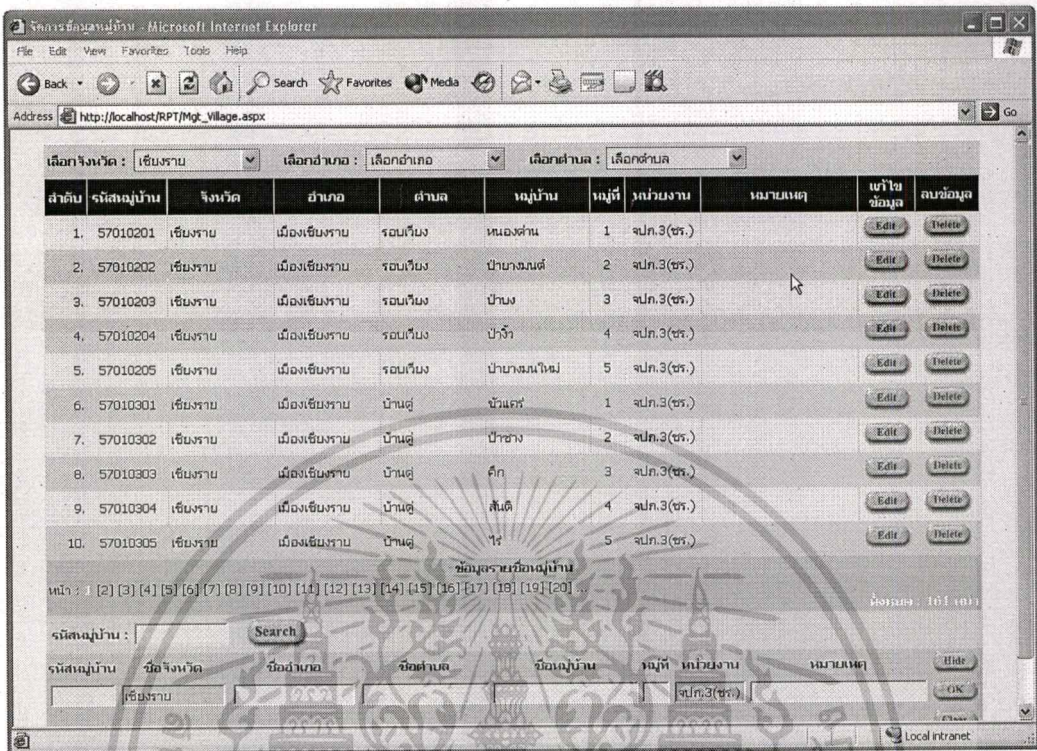 จัดการข้อมูลหมู่บ้าน - Microsoft Internet Explorer
File Edit View Favorites Tools Help
Back Search Favorites Media
Address http://localhost/RPT/Mgt_Village.aspx Go
เลือกจังหวัด : เชียงราย เลือกอำเภอ : เลือกอำเภอ เลือกตำบล : เลือกตำบล
ลำดับ รหัสหมู่บ้าน จังหวัด อำเภอ ตำบล หมู่บ้าน หมู่ที่ หน่วยงาน หมายเหตุ แก้ไขข้อมูล ลบข้อมูล
1. 57010201 เชียงราย เมืองเชียงราย รอบเวียง หนองด่าน 1 จปภ.3(ชร.) Edit Delete
2. 57010202 เชียงราย เมืองเชียงราย รอบเวียง ป่ายางมนต์ 2 จปภ.3(ชร.) Edit Delete
3. 57010203 เชียงราย เมืองเชียงราย รอบเวียง ป่าบง 3 จปภ.3(ชร.) Edit Delete
4. 57010204 เชียงราย เมืองเชียงราย รอบเวียง ป่างิ้ว 4 จปภ.3(ชร.) Edit Delete
5. 57010205 เชียงราย เมืองเชียงราย รอบเวียง ป่ายางมนใหม่ 5 จปภ.3(ชร.) Edit Delete
6. 57010301 เชียงราย เมืองเชียงราย บ้านดู่ ขัวแคร่ 1 จปภ.3(ชร.) Edit Delete
7. 57010302 เชียงราย เมืองเชียงราย บ้านดู่ ป่าซาง 2 จปภ.3(ชร.) Edit Delete
8. 57010303 เชียงราย เมืองเชียงราย บ้านดู่ ดึก 3 จปภ.3(ชร.) Edit Delete
9. 57010304 เชียงราย เมืองเชียงราย บ้านดู่ สันติ 4 จปภ.3(ชร.) Edit Delete
10. 57010305 เชียงราย เมืองเชียงราย บ้านดู่ ไร่ 5 จปภ.3(ชร.) Edit Delete
ข้อมูลรายชื่อหมู่บ้าน
หน้า : 1 [2] [3] [4] [5] [6] [7] [8] [9] [10] [11] [12] [13] [14] [15] [16] [17] [18] [19] [20] ...
ทั้งหมด : 164 หน้า
รหัสหมู่บ้าน : Search
รหัสหมู่บ้าน ชื่อจังหวัด ชื่ออำเภอ ชื่อตำบล ชื่อหมู่บ้าน หมู่ที่ หน่วยงาน หมายเหตุ Hide
เชียงราย จปภ.3(ชร.) OK
Clear
Local intranet